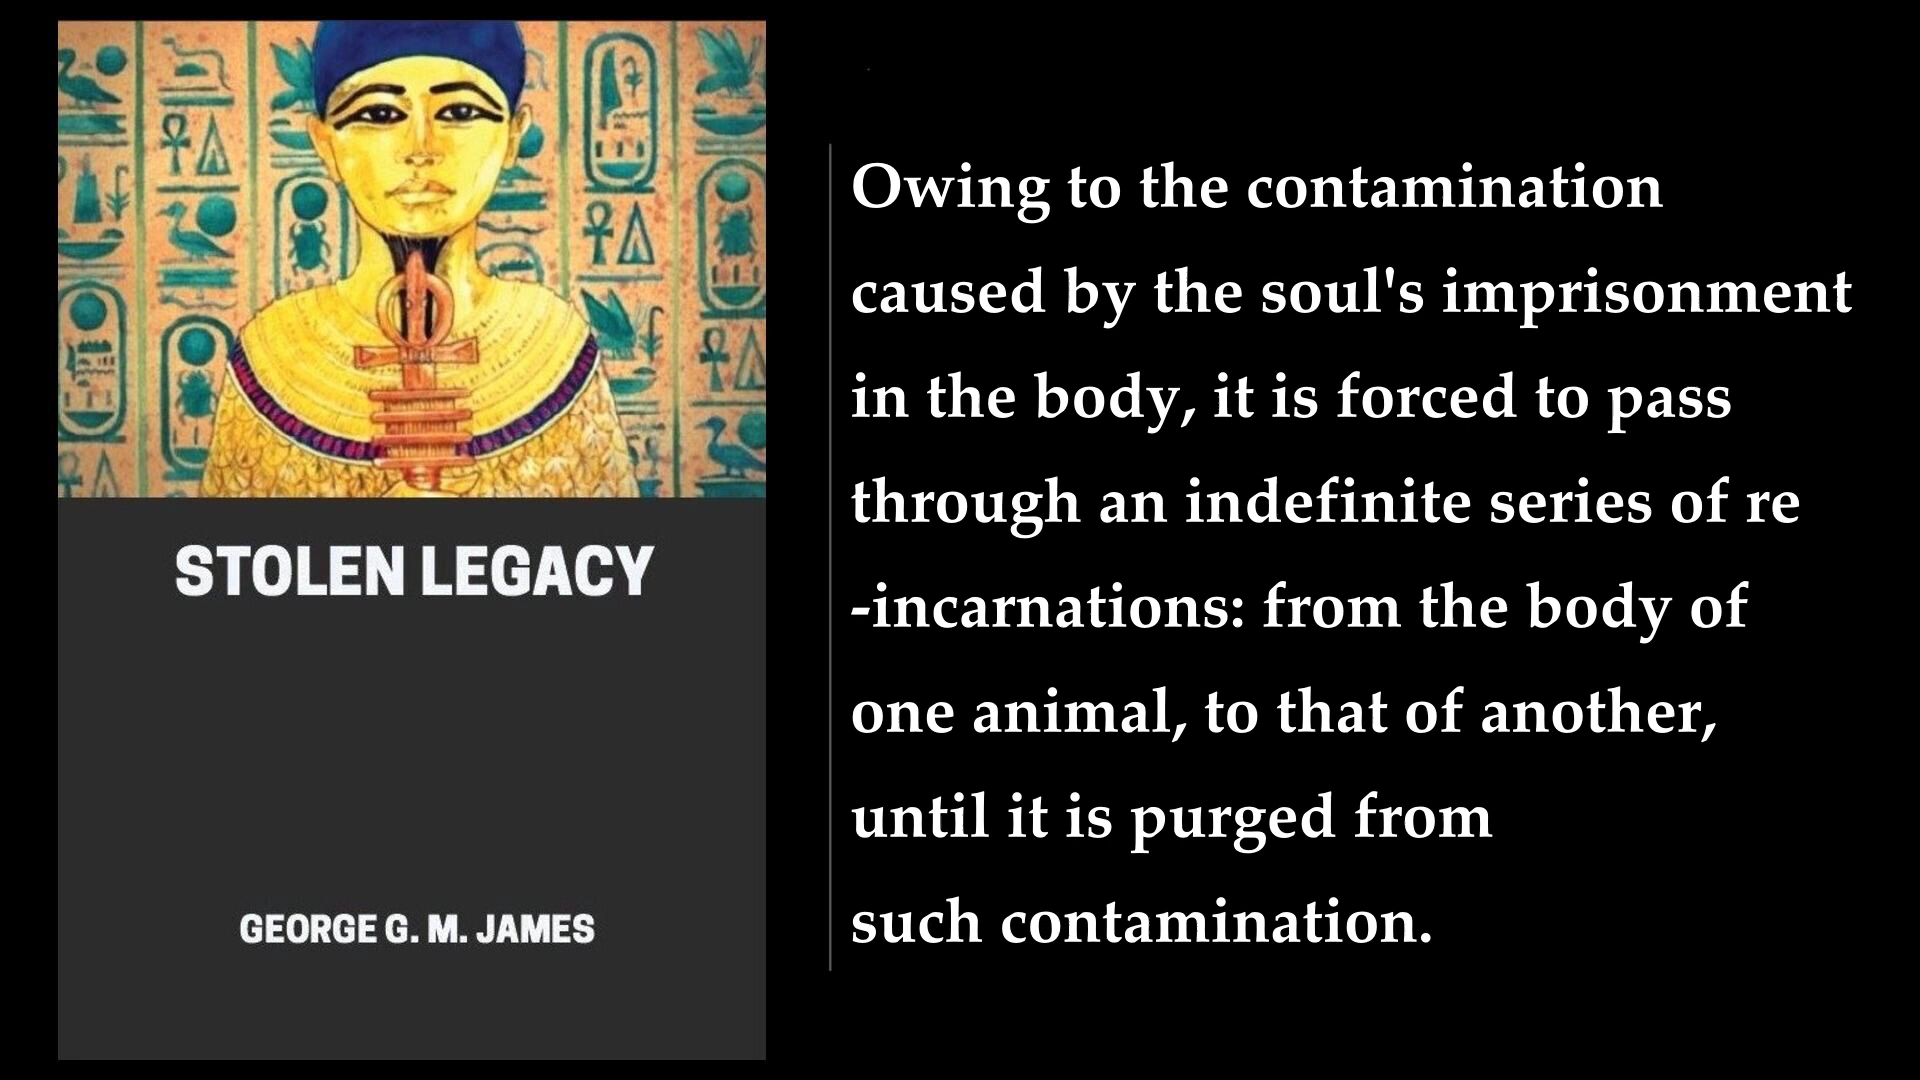 STOLEN LEGACY
GEORGE G. M. JAMES
Owing to the contamination
caused by the soul's imprisonment
in the body, it is forced to pass
through an indefinite series of re
-incarnations: from the body of
one animal, to that of another,
until it is purged from
such contamination.